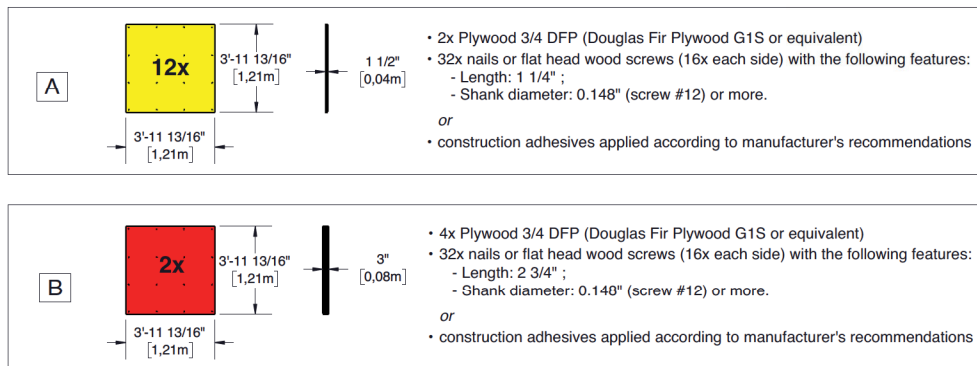 A
12x
3'-11 13/16"
[1,21m]
3'-11 13/16"
[1,21m]
1 1/2"
[0,04m]
• 2x Plywood 3/4 DFP (Douglas Fir Plywood G1S or equivalent)
• 32x nails or flat head wood screws (16x each side) with the following features:
- Length: 1 1/4" ;
- Shank diameter: 0.148" (screw #12) or more.
or
• construction adhesives applied according to manufacturer's recommendations
B
2x
3'-11 13/16"
[1,21m]
3'-11 13/16"
[1,21m]
3"
[0,08m]
• 4x Plywood 3/4 DFP (Douglas Fir Plywood G1S or equivalent)
• 32x nails or flat head wood screws (16x each side) with the following features:
- Length: 2 3/4" ;
- Shank diameter: 0.148" (screw #12) or more.
or
• construction adhesives applied according to manufacturer's recommendations